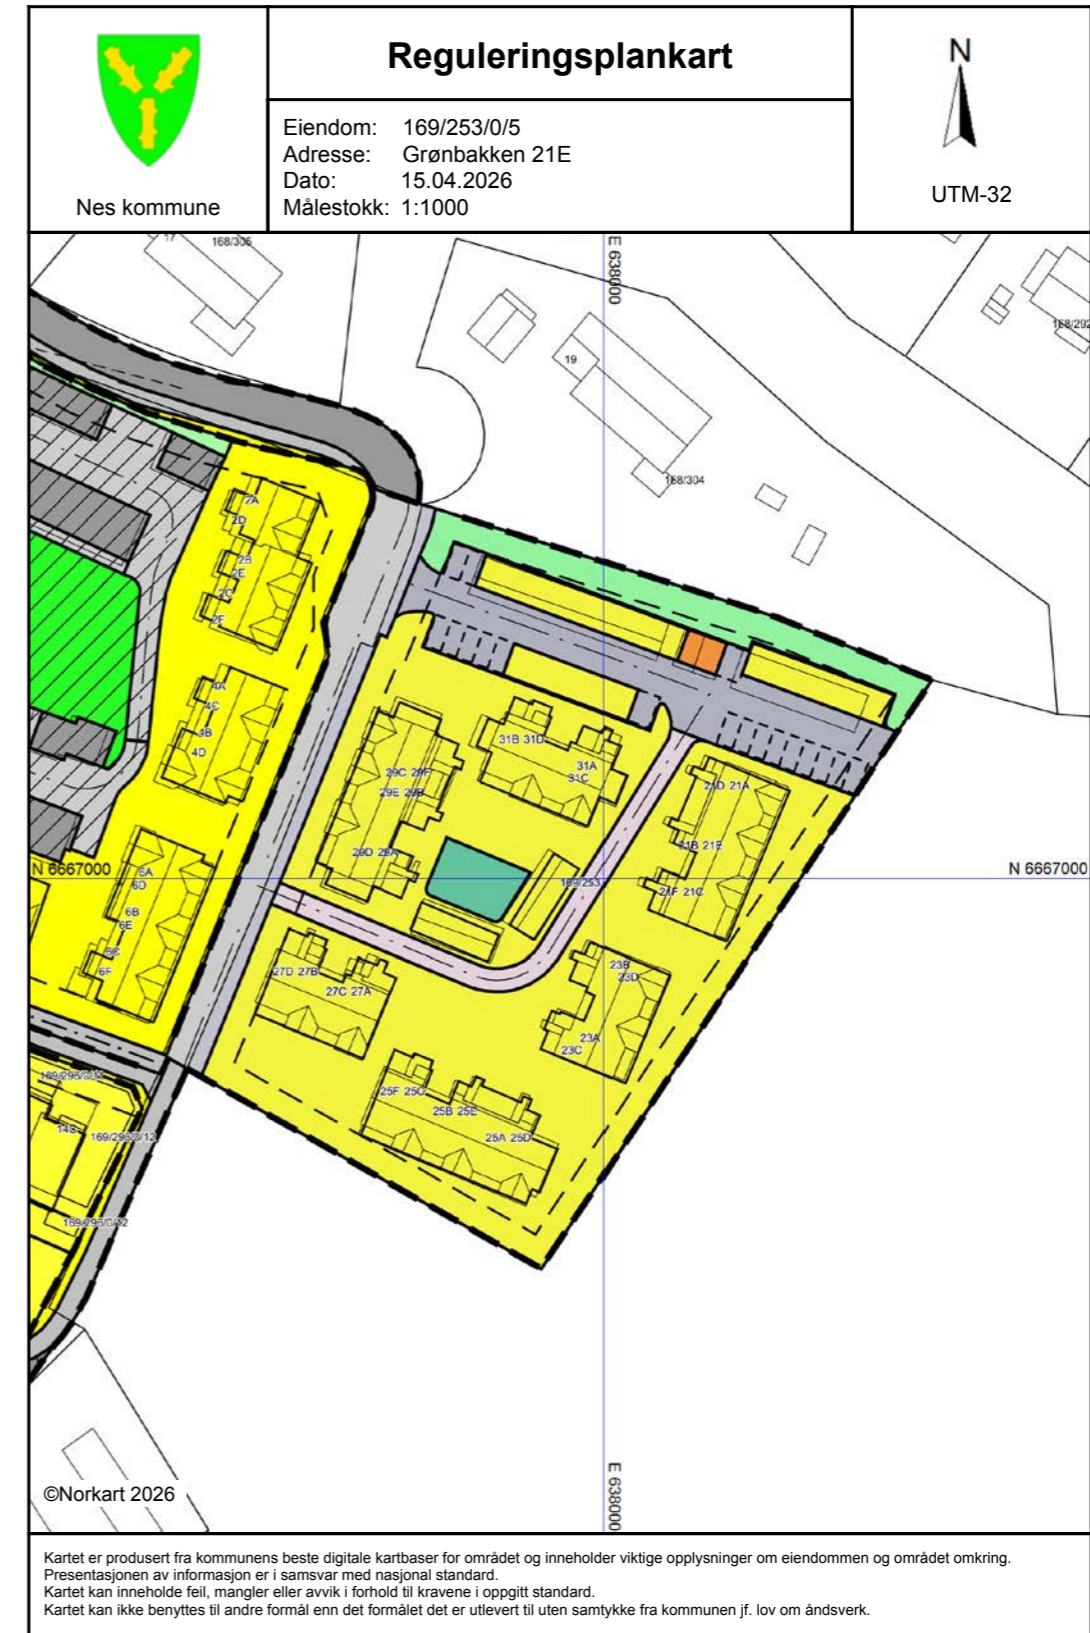 Reguleringsplankart
Eiendom: 169/253/0/5
Adresse: Grønbakken 21E
Dato: 15.04.2026
Målestokk: 1:1000
Nes kommune
N
UTM-32
17
168/305
E 638000
168/292
19
168/304
2A
2D
2B
2E
2C
2F
4A
4C
4B
4D
31B 31D
31A
31C
29C 29F
29E 29B
29D 29A
21D 21A
21B 21E
21F 21C
N 6667000
N 6667000
169/253
6A
6D
6B
6E
6C
6F
27D 27B
27C 27A
23B
23D
23A
23C
25F 25C
25B 25E
25A 25D
14C
169/296/0/12
169/296/0/12
E 638000
©Norkart 2026
Kartet er produsert fra kommunens beste digitale kartbaser for området og inneholder viktige opplysninger om eiendommen og området omkring.
Presentasjonen av informasjon er i samsvar med nasjonal standard.
Kartet kan inneholde feil, mangler eller avvik i forhold til kravene i oppgitt standard.
Kartet kan ikke benyttes til andre formål enn det formålet det er utlevert til uten samtykke fra kommunen jf. lov om åndsverk.